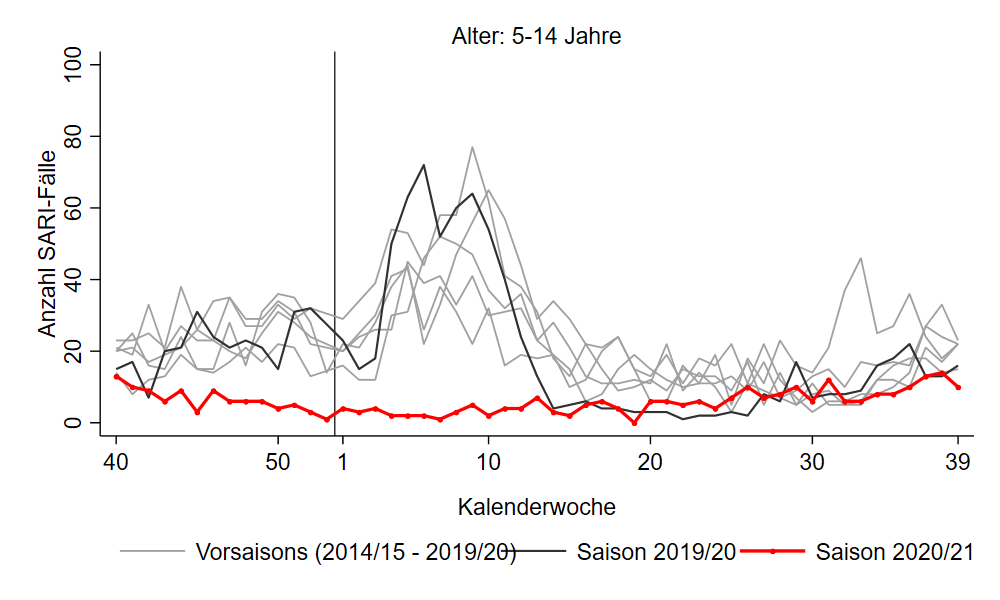 Alter: 5-14 Jahre
Anzahl SARI-Fälle
100
80
60
40
20
0
40 50 1 10 20 30 39
Kalenderwoche
Vorsaisons (2014/15 - 2019/20) Saison 2019/20 Saison 2020/21